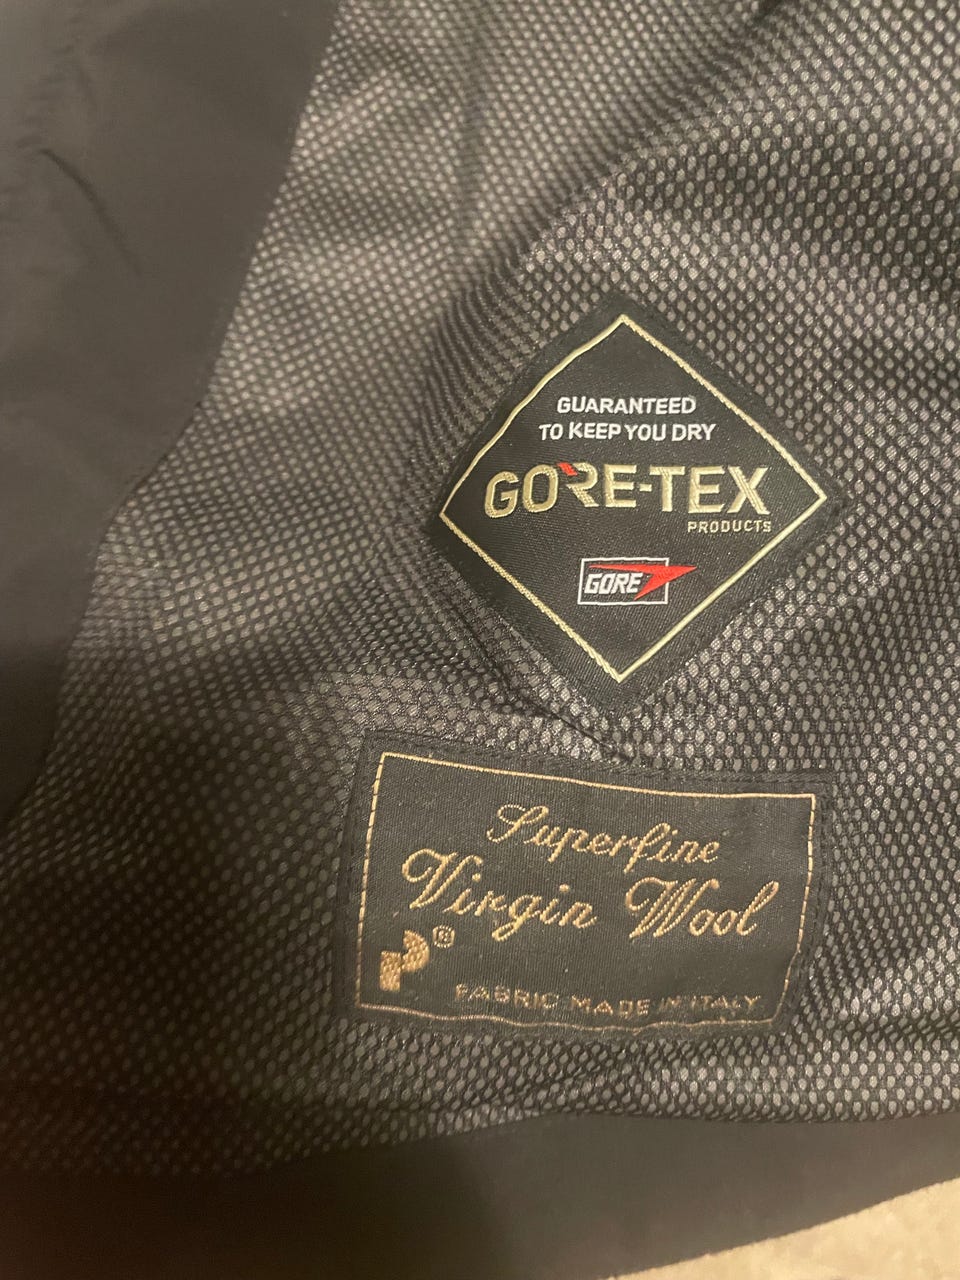 GUARANTEED
TO KEEP YOU DRY
GORE-TEX
PRODUCTS
GORE
Superfine
Virgin Wool
P®
FABRIC MADE IN ITALY